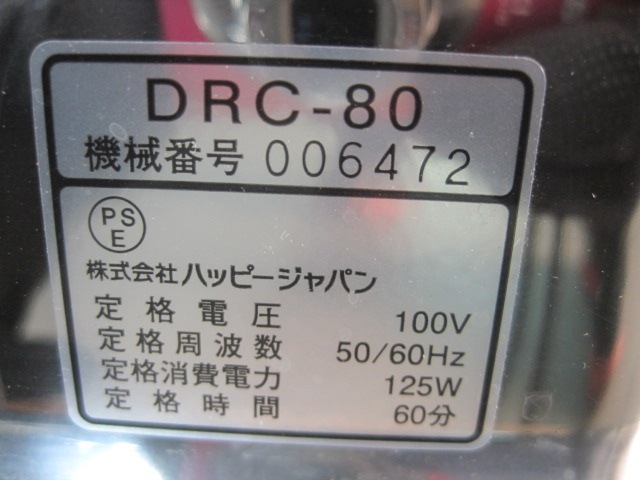 DRC-80
機械番号 006472
PS
E
株式会社ハッピージャパン
定格電圧 100V
定格周波数 50/60Hz
定格消費電力 125W
定格時間 60分